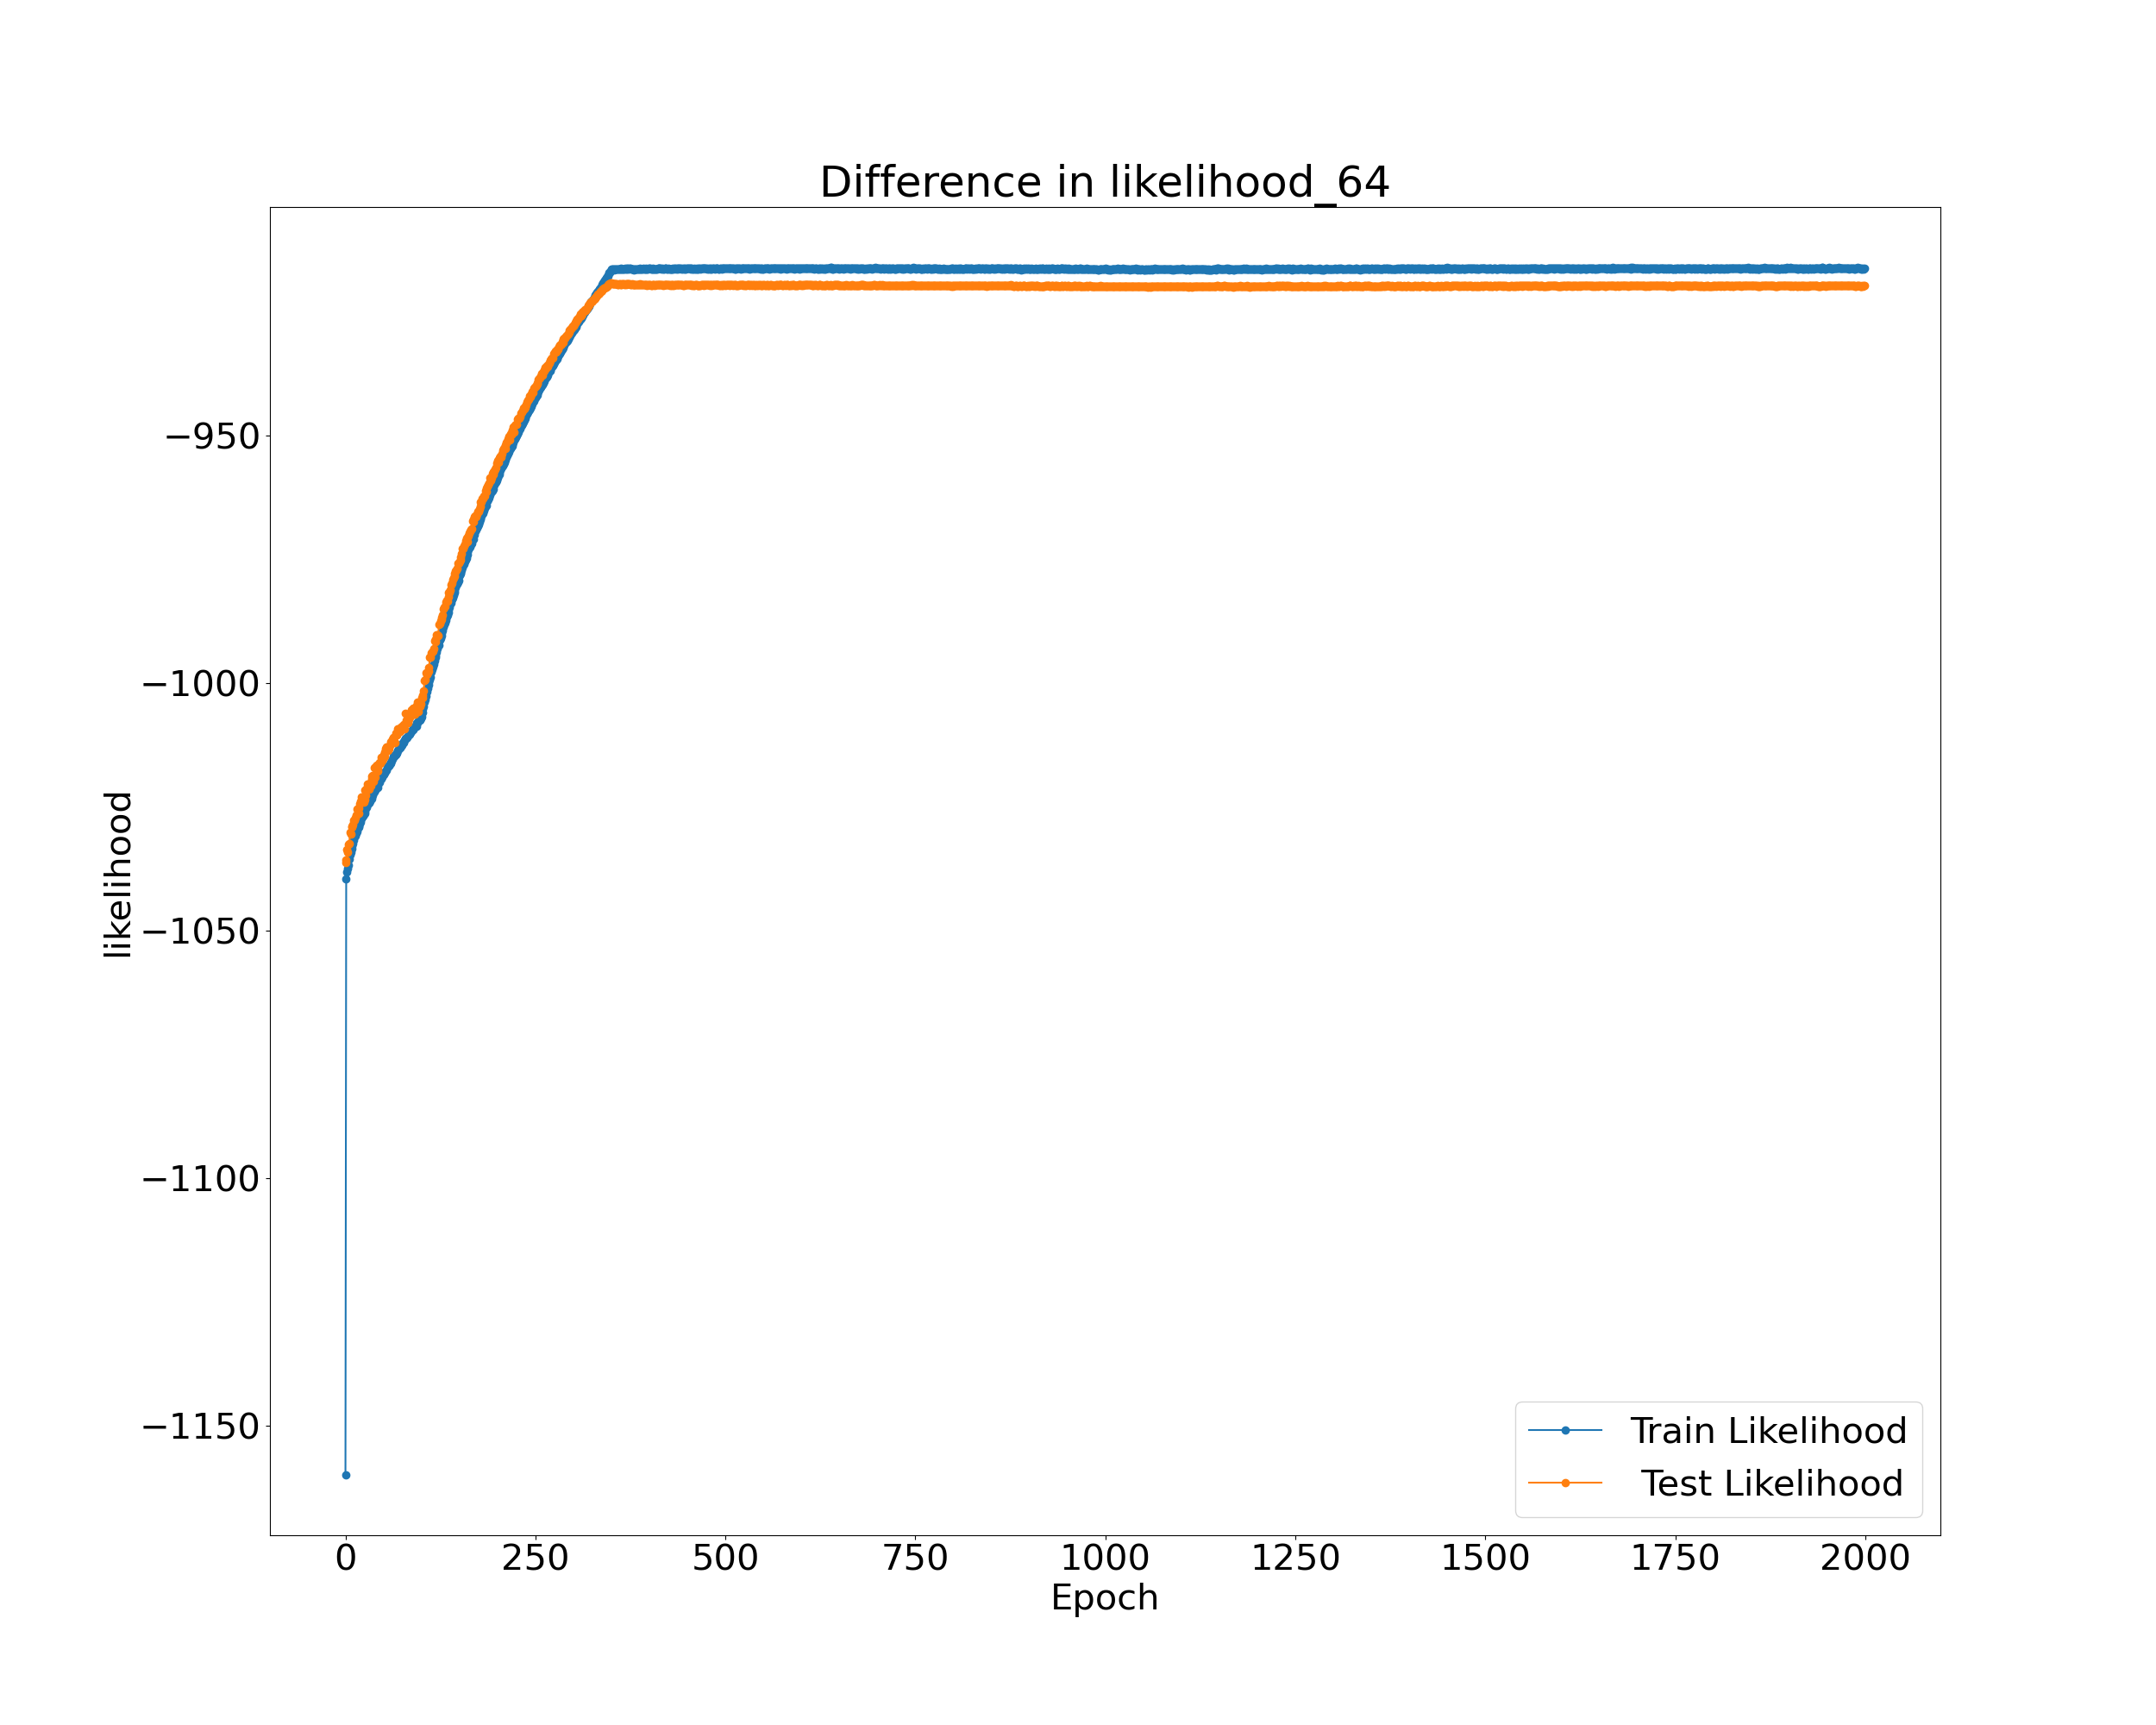 Difference in likelihood_64
likelihood
−950
−1000
−1050
−1100
−1150
0 250 500 750 1000 1250 1500 1750 2000
Epoch
Train Likelihood
Test Likelihood